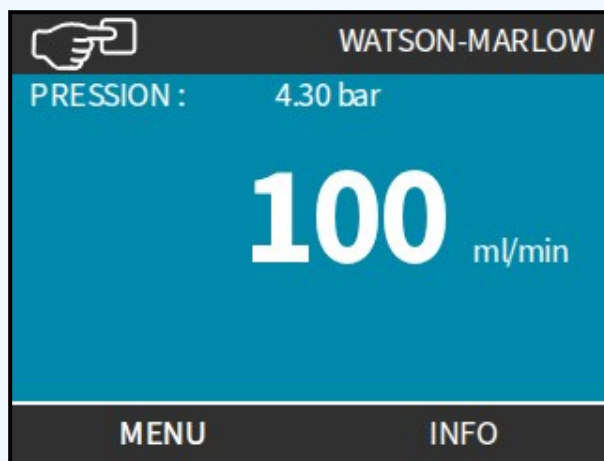 WATSON-MARLOW
PRESSION : 4.30 bar
100 ml/min
MENU INFO